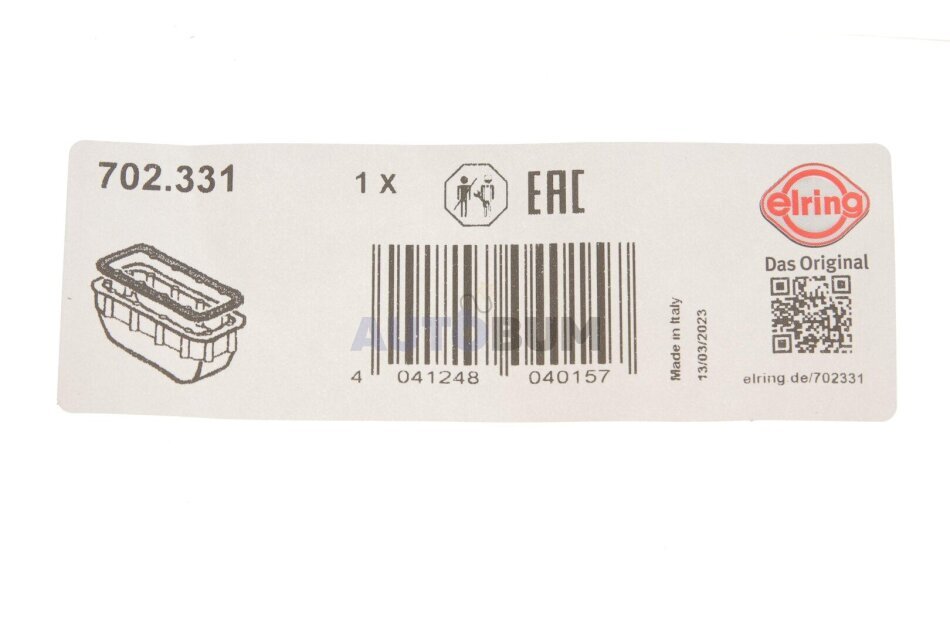 702.331
1 X
EAC
elring
Das Original
AUTOBUM
4 041248 040157
Made in Italy
13/03/2023
elring.de/702331